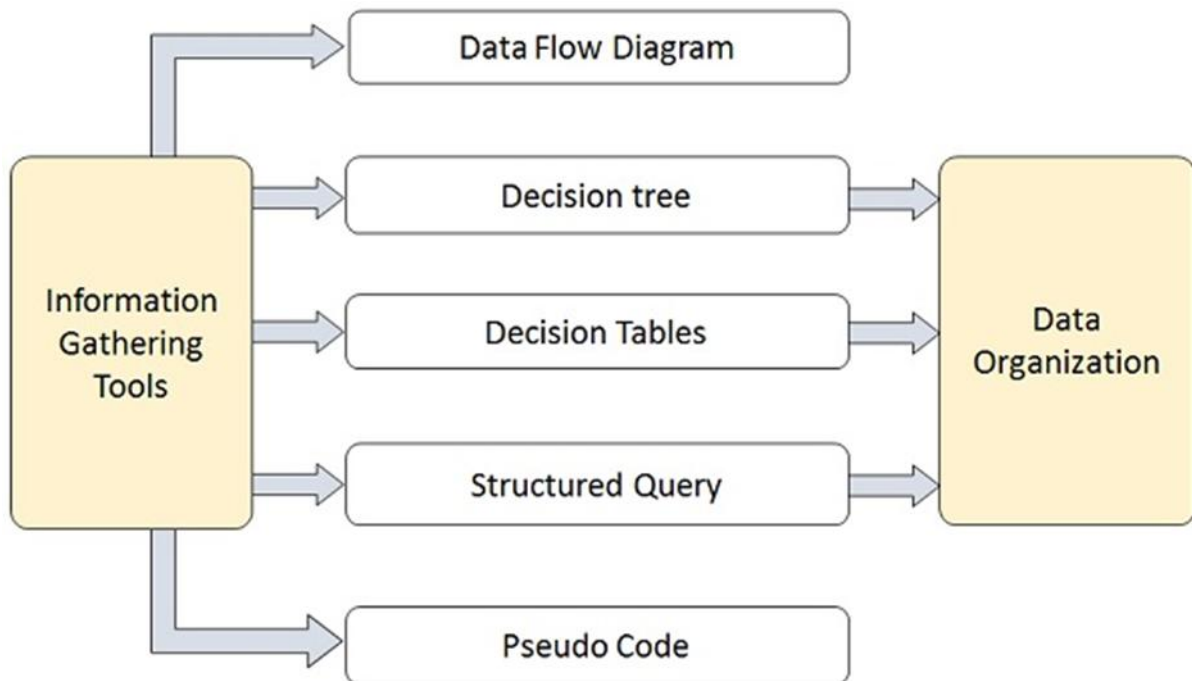 Data Flow Diagram
Decision tree
Information
Gathering
Tools
Decision Tables
Data
Organization
Structured Query
Pseudo Code